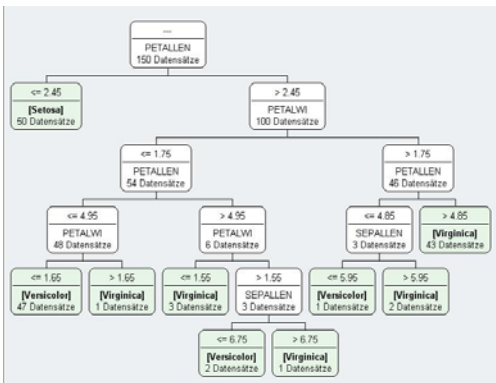 ---
PETALLEN
150 Datensätze
<= 2.45
[Setosa]
50 Datensätze
> 2.45
PETALWI
100 Datensätze
<= 1.75
PETALLEN
54 Datensätze
> 1.75
PETALLEN
46 Datensätze
<= 4.95
PETALWI
48 Datensätze
> 4.95
PETALWI
6 Datensätze
<= 4.85
SEPALLEN
3 Datensätze
> 4.85
[Virginica]
43 Datensätze
<= 1.65
[Versicolor]
47 Datensätze
> 1.65
[Virginica]
1 Datensätze
<= 1.55
[Virginica]
3 Datensätze
> 1.55
SEPALLEN
3 Datensätze
<= 5.95
[Versicolor]
1 Datensätze
> 5.95
[Virginica]
2 Datensätze
<= 6.75
[Versicolor]
2 Datensätze
> 6.75
[Virginica]
1 Datensätze